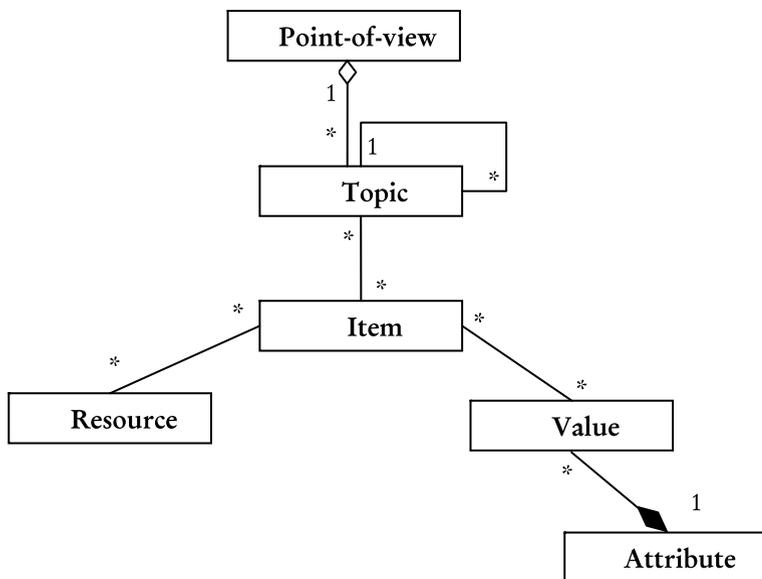 Point-of-view
1
*
1
*
Topic
*
*
*
Item
*
*
*
Resource
Value
*
1
Attribute